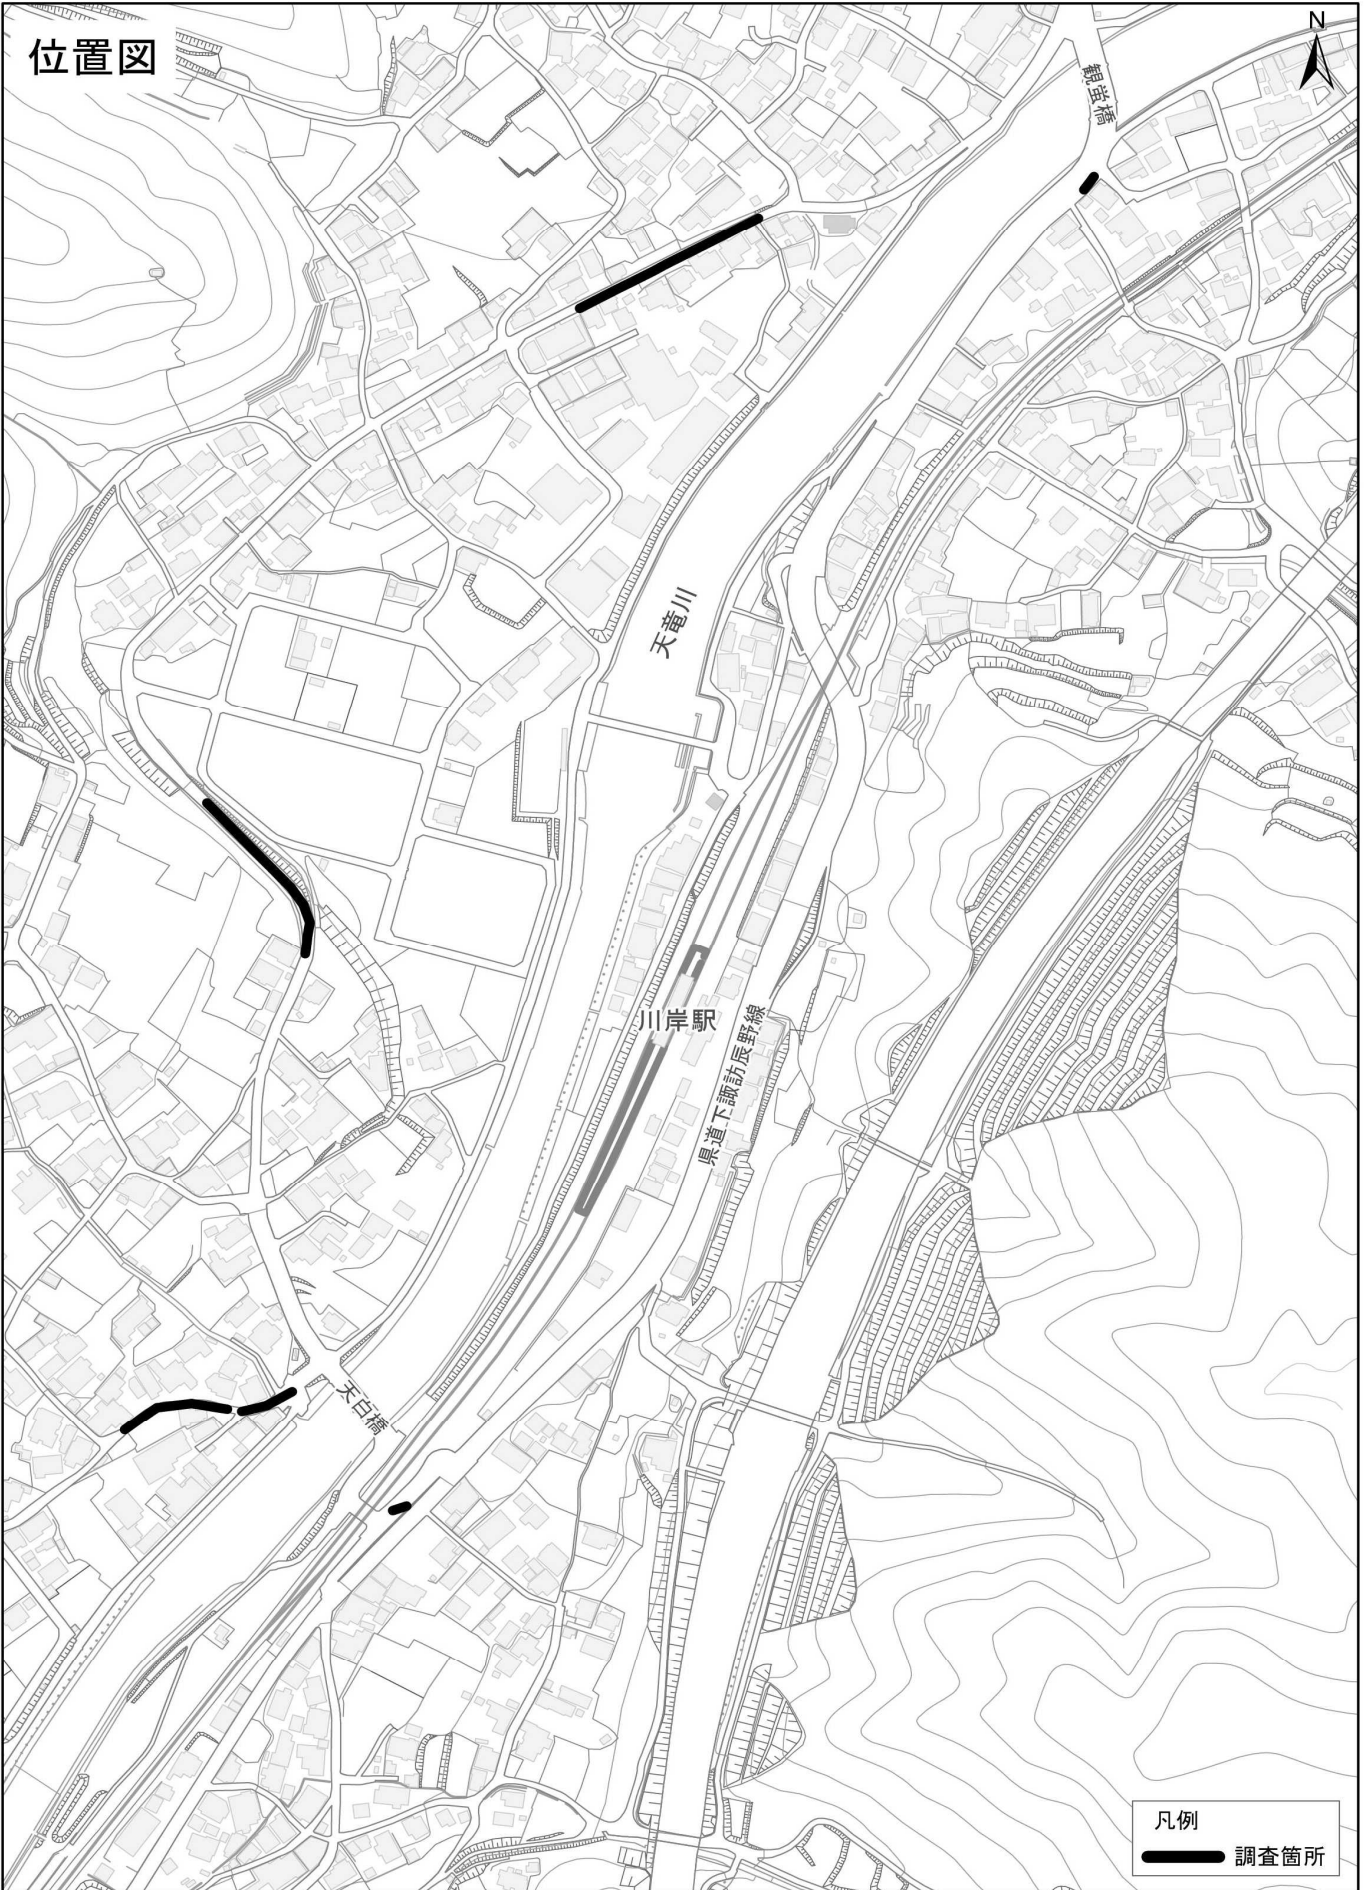 位置図
N
観蛍橋
天竜川
川岸駅
県道下諏訪辰野線
天白橋
凡例
調査箇所